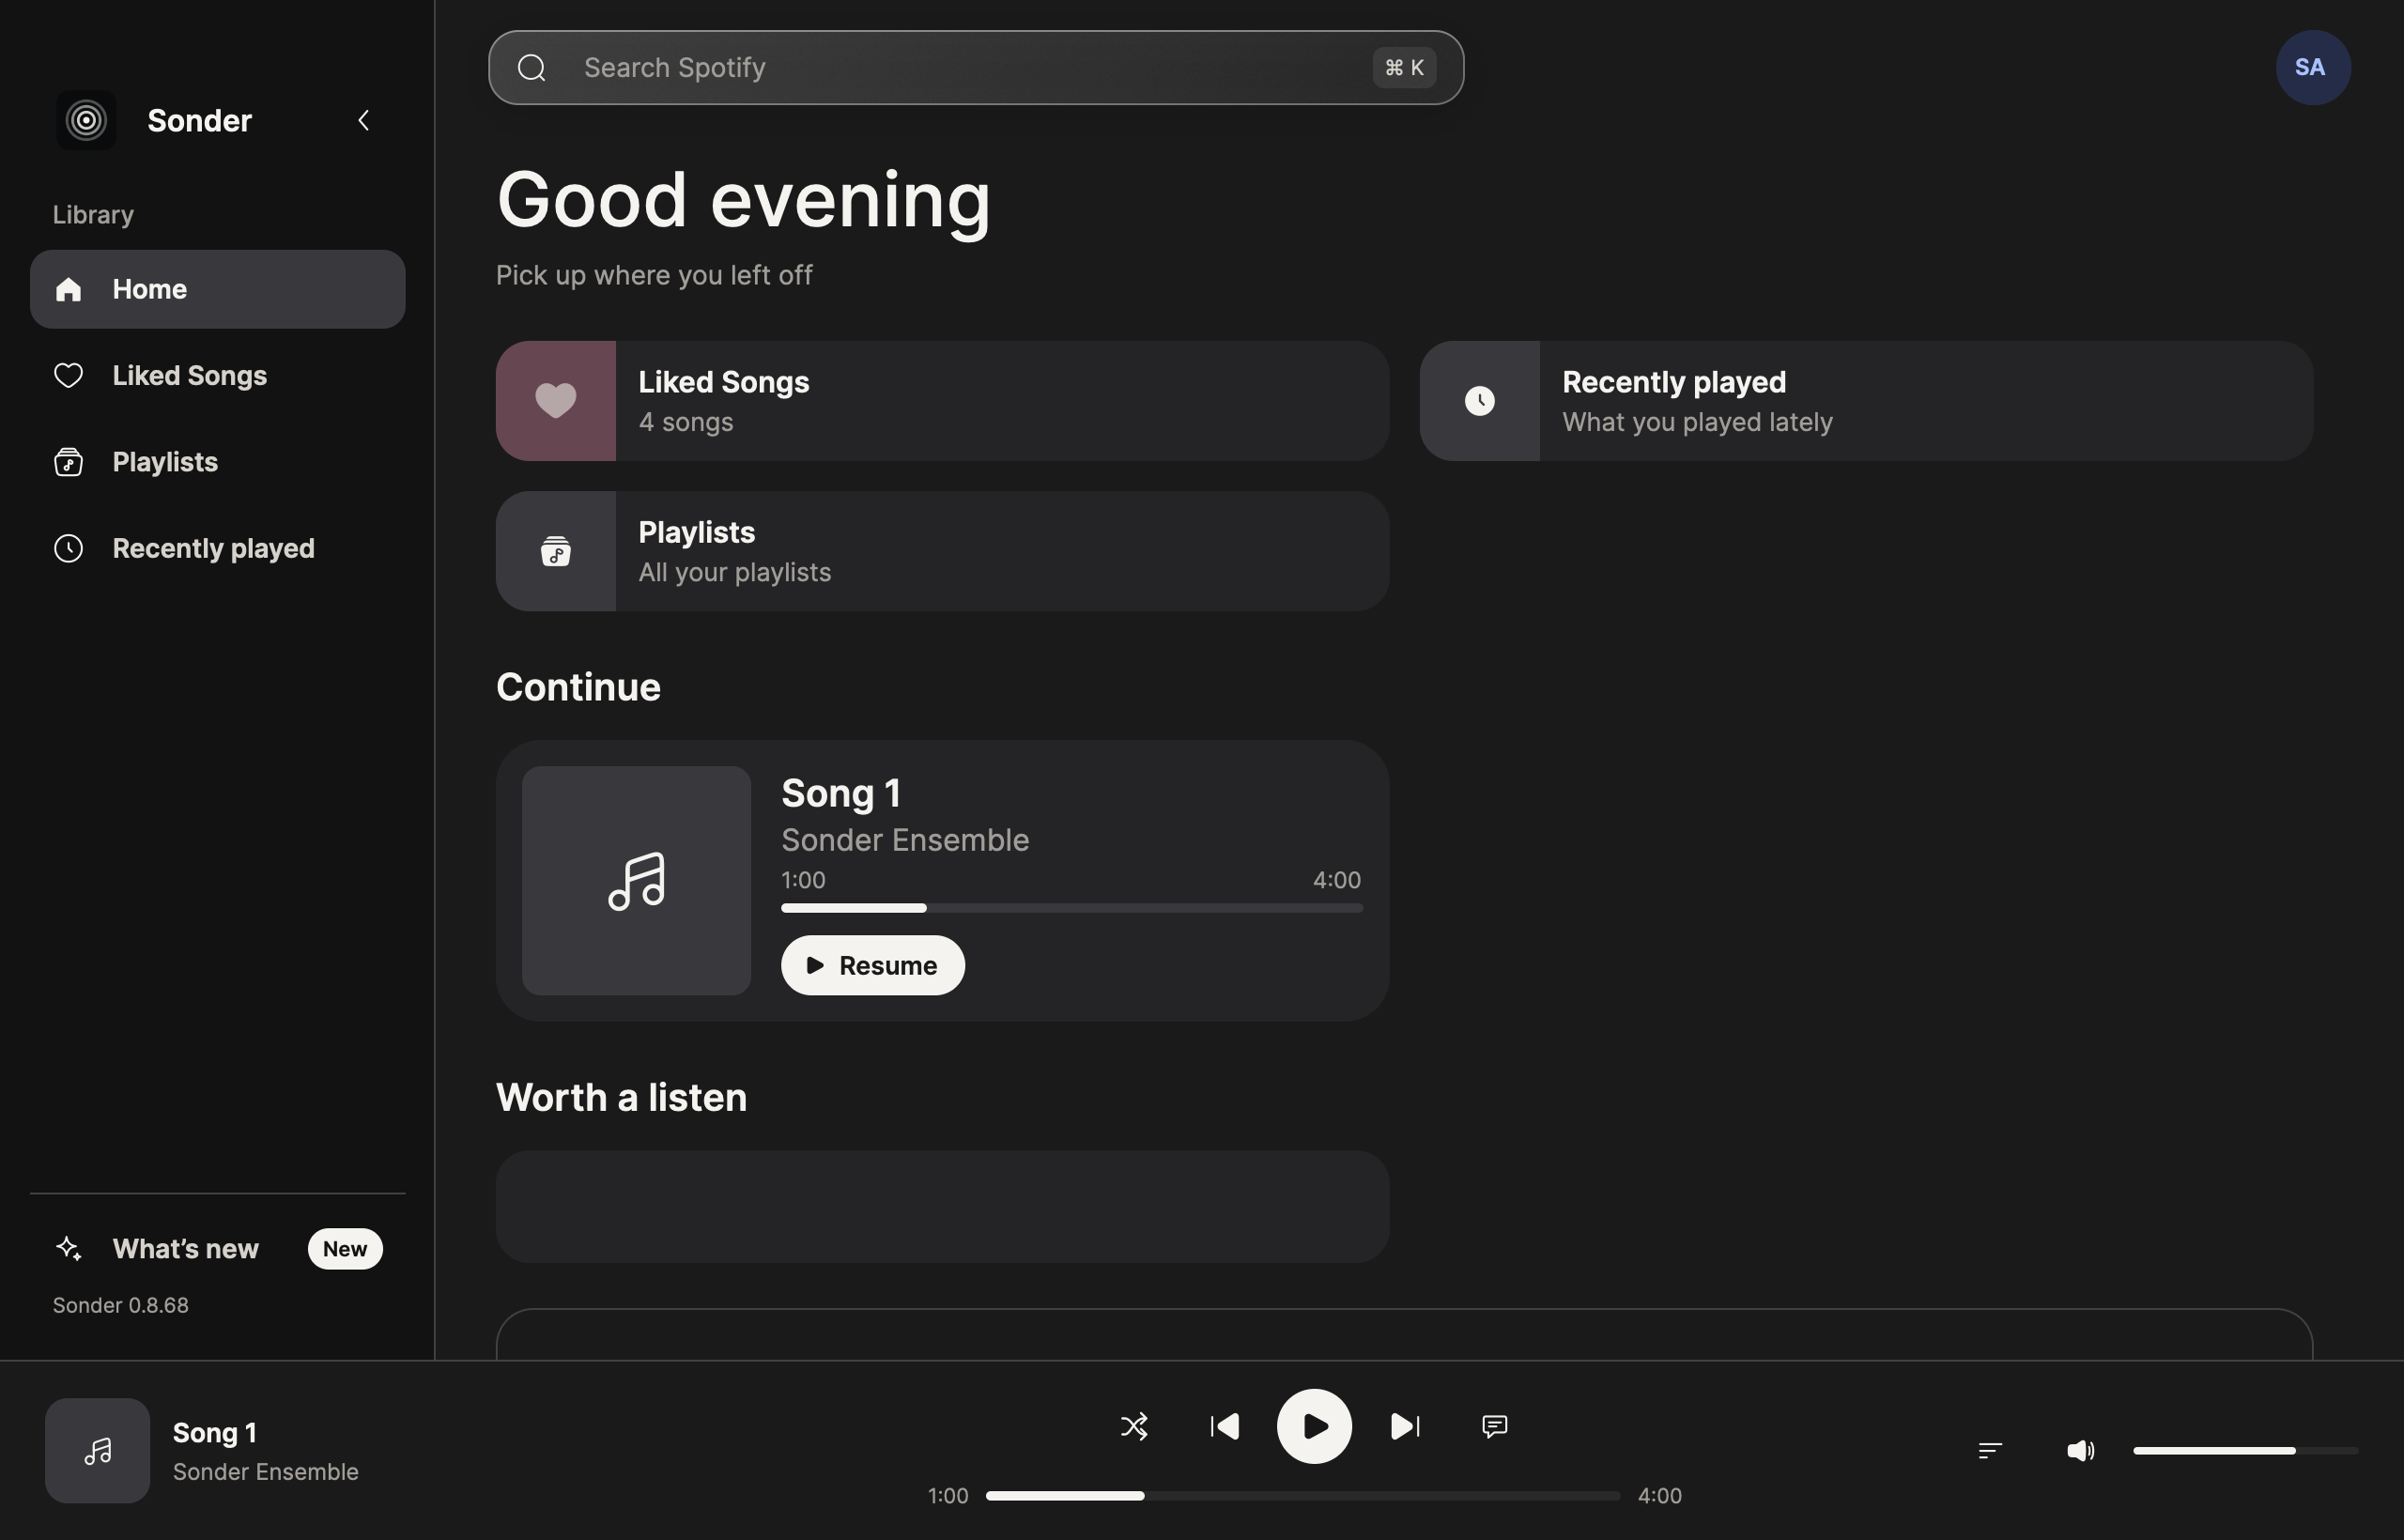 Search Spotify
⌘ K
SA
Sonder
Library
Home
Liked Songs
Playlists
Recently played
What’s new
New
Sonder 0.8.68
Good evening
Pick up where you left off
Liked Songs
4 songs
Recently played
What you played lately
Playlists
All your playlists
Continue
Song 1
Sonder Ensemble
1:00
4:00
Resume
Worth a listen
Song 1
Sonder Ensemble
1:00
4:00